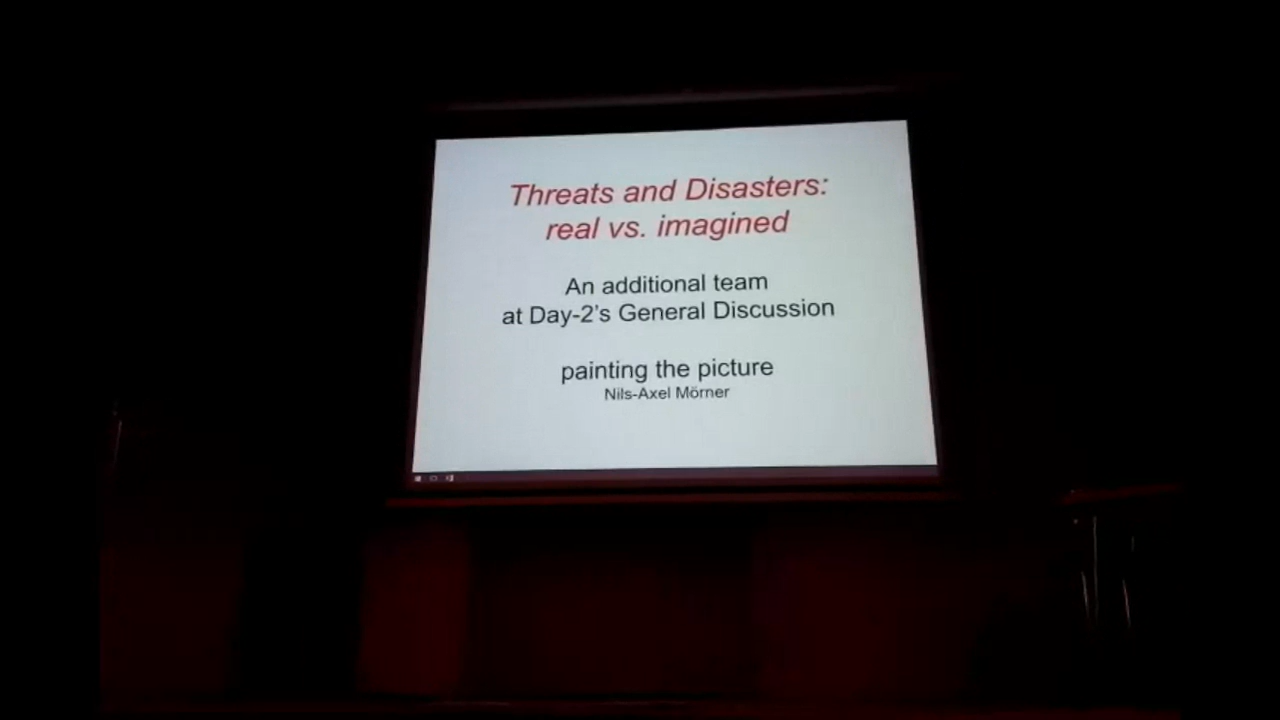 Threats and Disasters:
real vs. imagined
An additional team
at Day-2's General Discussion
painting the picture
Nils-Axel Mörner